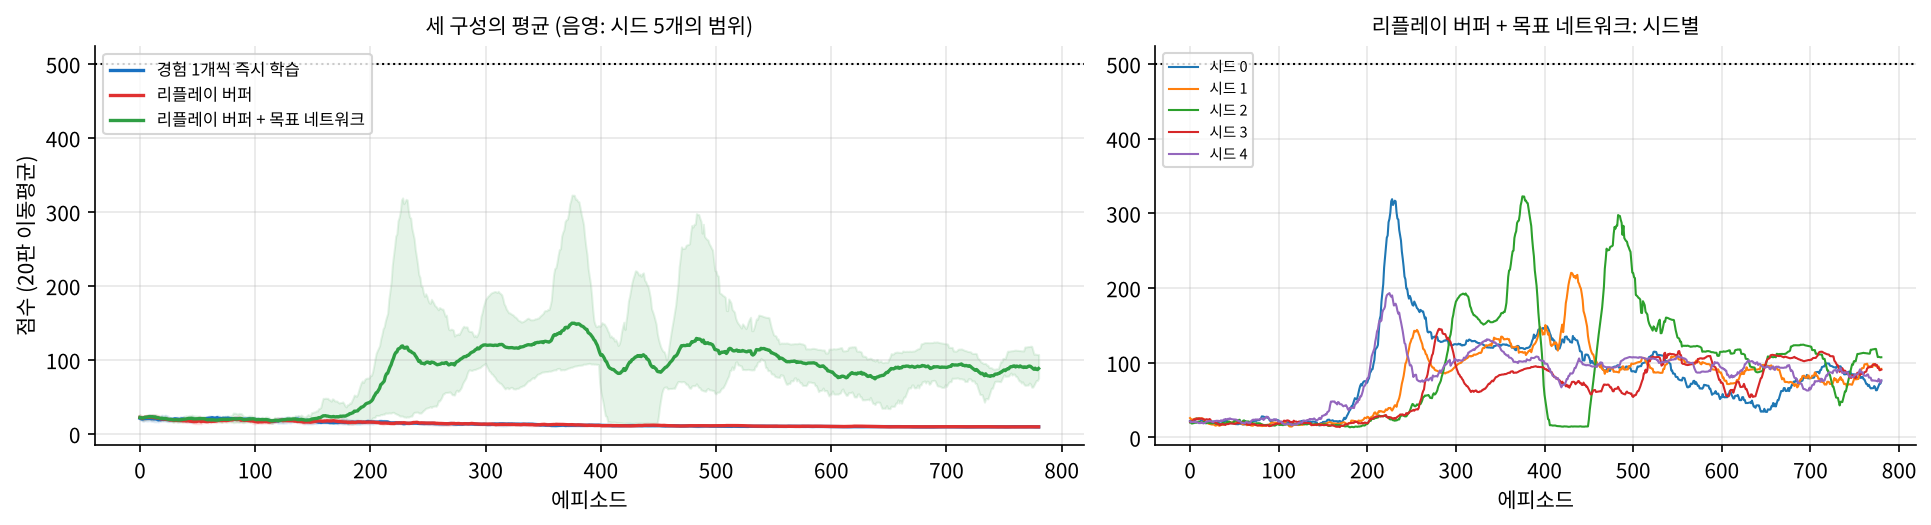 세 구성의 평균 (음영: 시드 5개의 범위)
경험 1개씩 즉시 학습
리플레이 버퍼
리플레이 버퍼 + 목표 네트워크
점수 (20판 이동평균)
500
400
300
200
100
0
0 100 200 300 400 500 600 700 800
에피소드
리플레이 버퍼 + 목표 네트워크: 시드별
시드 0
시드 1
시드 2
시드 3
시드 4
500
400
300
200
100
0
0 100 200 300 400 500 600 700 800
에피소드